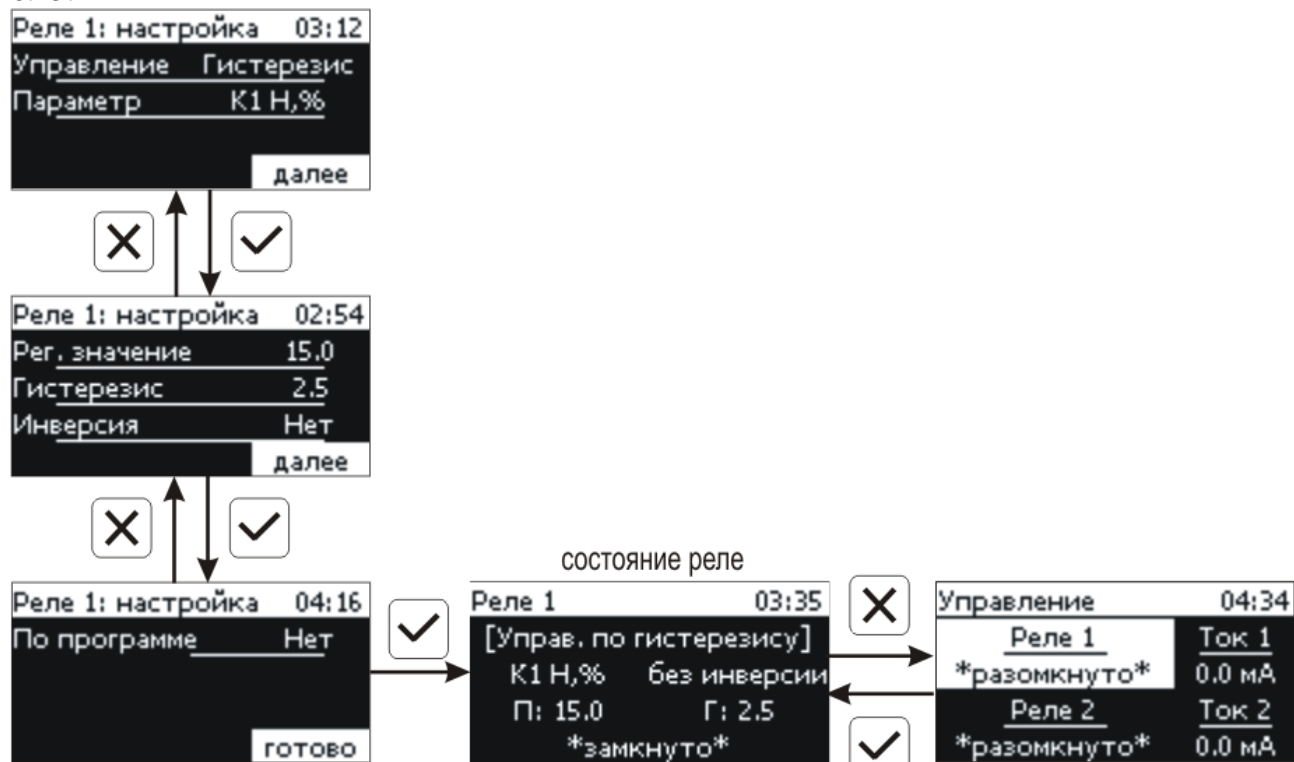 Реле 1: настройка 03:12
Управление Гистерезис
Параметр К1 Н,%
далее
Реле 1: настройка 02:54
Рег. значение 15.0
Гистерезис 2.5
Инверсия Нет
далее
Реле 1: настройка 04:16
По программе Нет
готово
состояние реле
Реле 1 03:35
[Управ. по гистерезису]
К1 Н,% без инверсии
П: 15.0 Г: 2.5
*замкнуто*
Управление 04:34
Реле 1 Ток 1
*разомкнуто* 0.0 мА
Реле 2 Ток 2
*разомкнуто* 0.0 мА